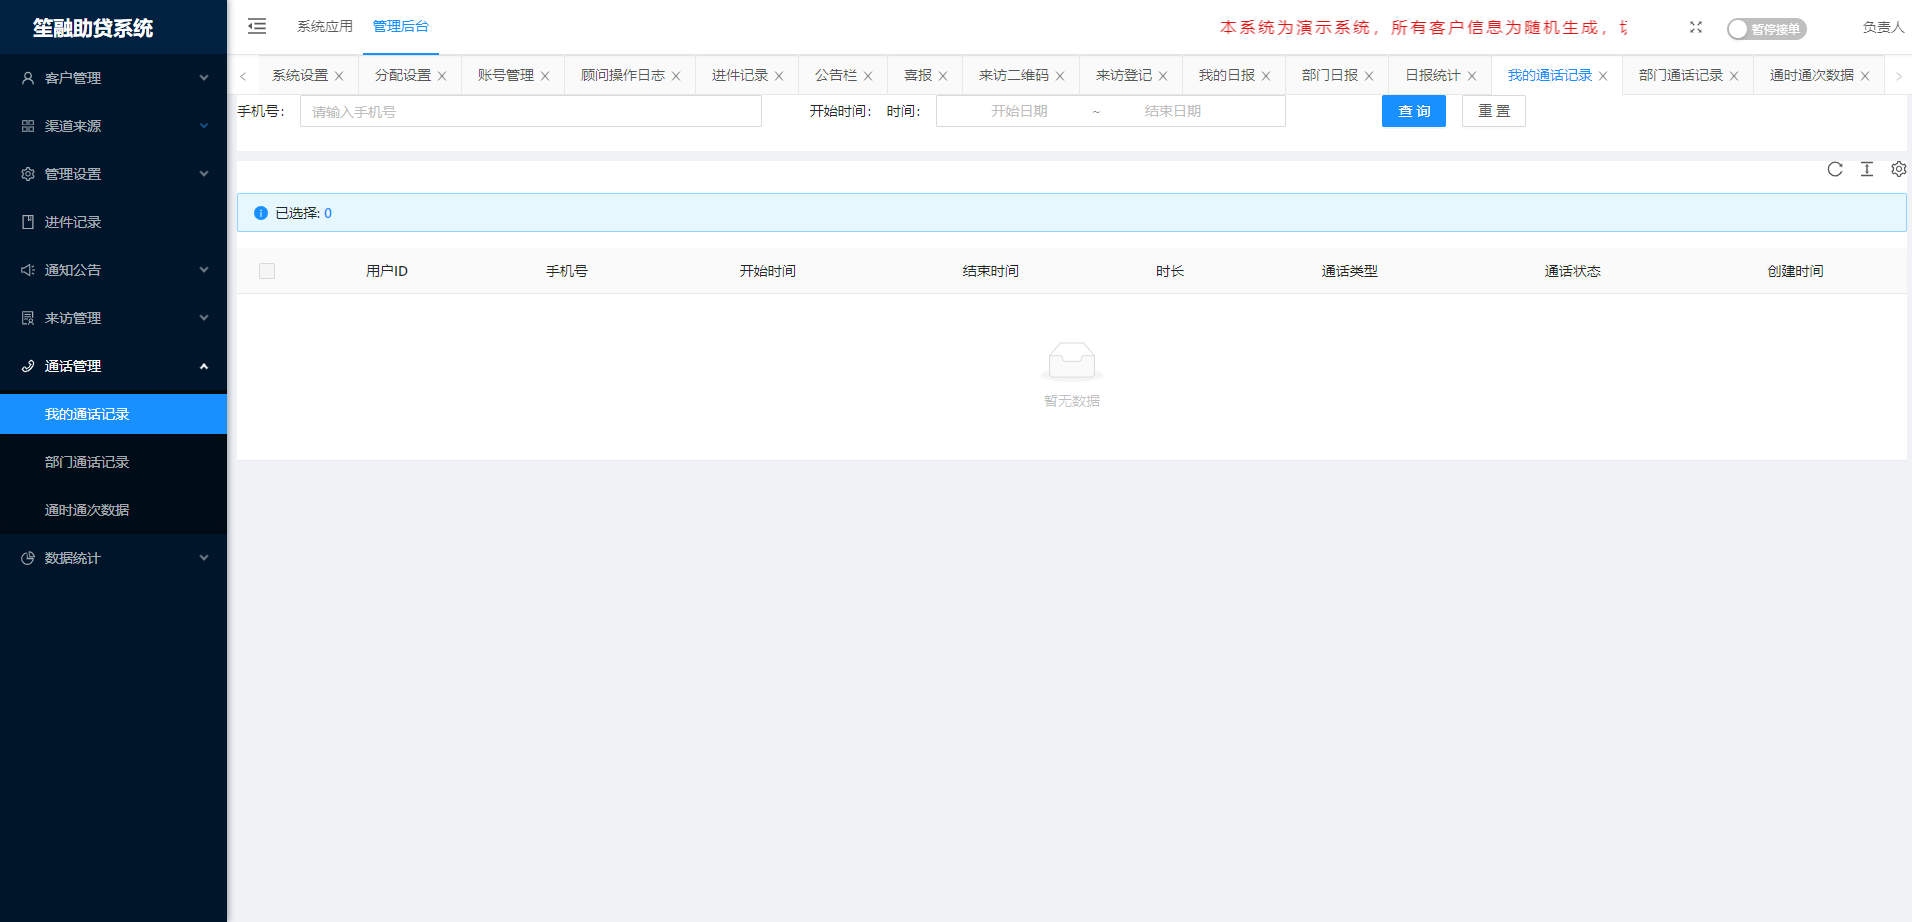 笙融助贷系统
系统应用 管理后台 本系统为演示系统，所有客户信息为随机生成， 暂停接单 负责人
系统设置 分配设置 账号管理 顾问操作日志 进件记录 公告栏 喜报 来访二维码 来访登记 我的日报 部门日报 日报统计 我的通话记录 部门通话记录 通时通次数据
客户管理
渠道来源
管理设置
进件记录
通知公告
来访管理
通话管理
我的通话记录
部门通话记录
通时通次数据
数据统计
手机号： 请输入手机号 开始时间： 时间： 开始日期 ~ 结束日期 查 询 重 置
已选择: 0
用户ID 手机号 开始时间 结束时间 时长 通话类型 通话状态 创建时间
暂无数据